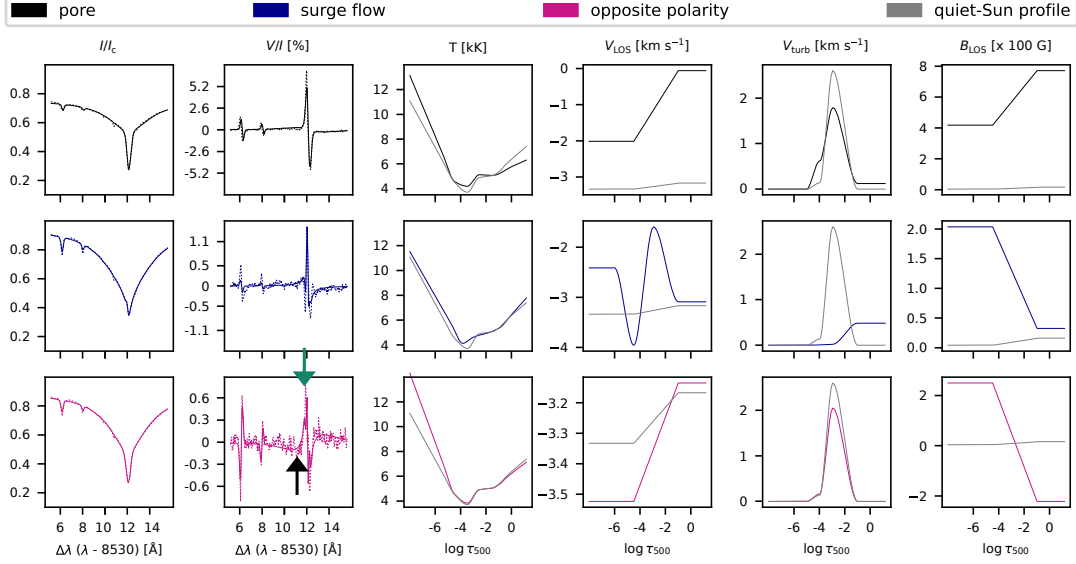 pore surge flow opposite polarity quiet-Sun profile
I/Ic V/I [%] T [kK] VLOS [km s⁻¹] Vturb [km s⁻¹] BLOS [x 100 G]
0.8 0.6 0.4 0.2
5.2 2.6 0 -2.6 -5.2
12 10 8 6 4
0 −1 −2 −3
2 1 0
8 6 4 2 0
1.0 0.8 0.6 0.4 0.2
1.1 0.5 0 -0.5 -1.1
12 10 8 6 4
−2 −3 −4
2 1 0
2.0 1.5 1.0 0.5 0.0
0.8 0.6 0.4 0.2
0.6 0.3 0 -0.3 -0.6
14 12 10 8 6 4
−3.2 −3.3 −3.4 −3.5
2 1 0
2 0 −2
6 8 10 12 14 6 8 10 12 14 -6 -4 -2 0 -6 -4 -2 0 -6 -4 -2 0 -6 -4 -2 0
Δλ (λ - 8530) [Å] Δλ (λ - 8530) [Å] log τ500 log τ500 log τ500 log τ500